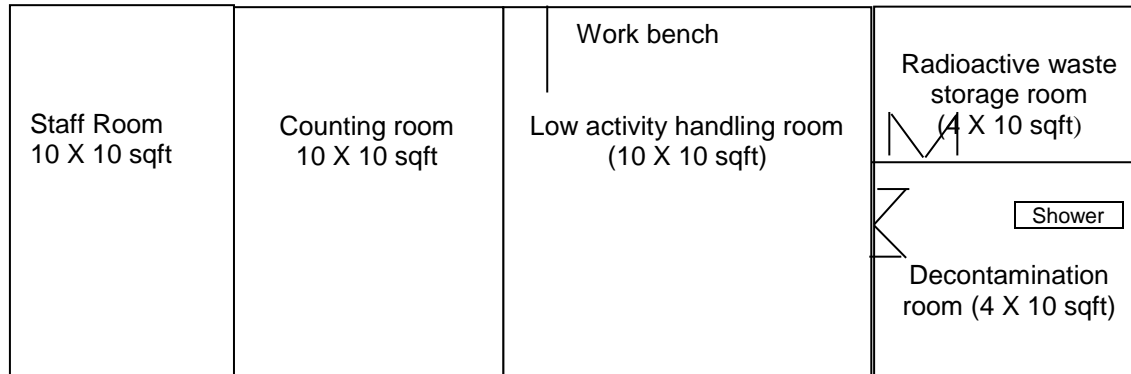 Staff Room
10 X 10 sqft
Counting room
10 X 10 sqft
Work bench
Low activity handling room
(10 X 10 sqft)
Radioactive waste
storage room
(4 X 10 sqft)
Shower
Decontamination
room (4 X 10 sqft)